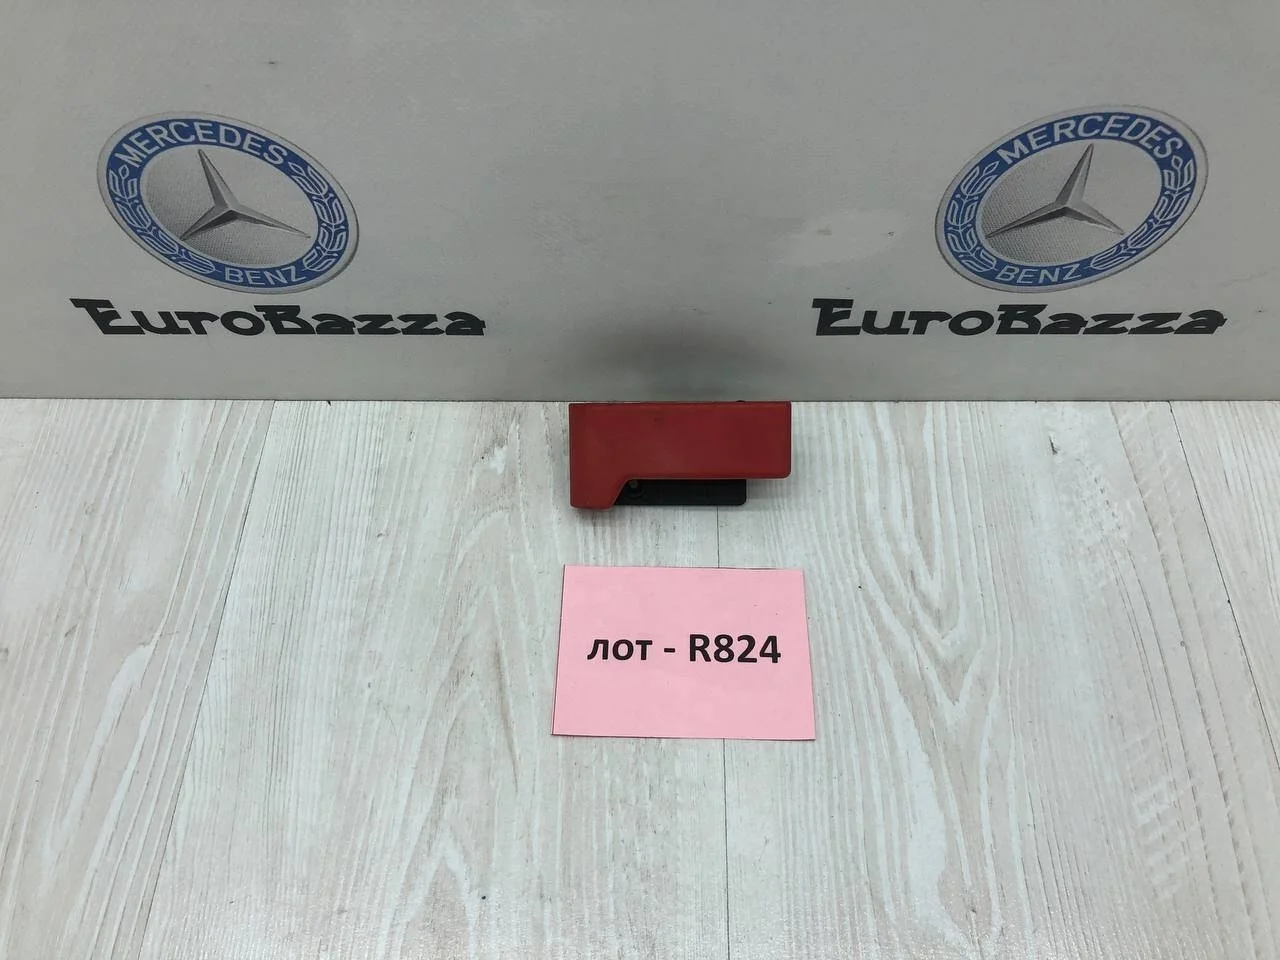 MERCEDES
BENZ
EuroBazza
MERCEDES
BENZ
EuroBazza
лот - R824